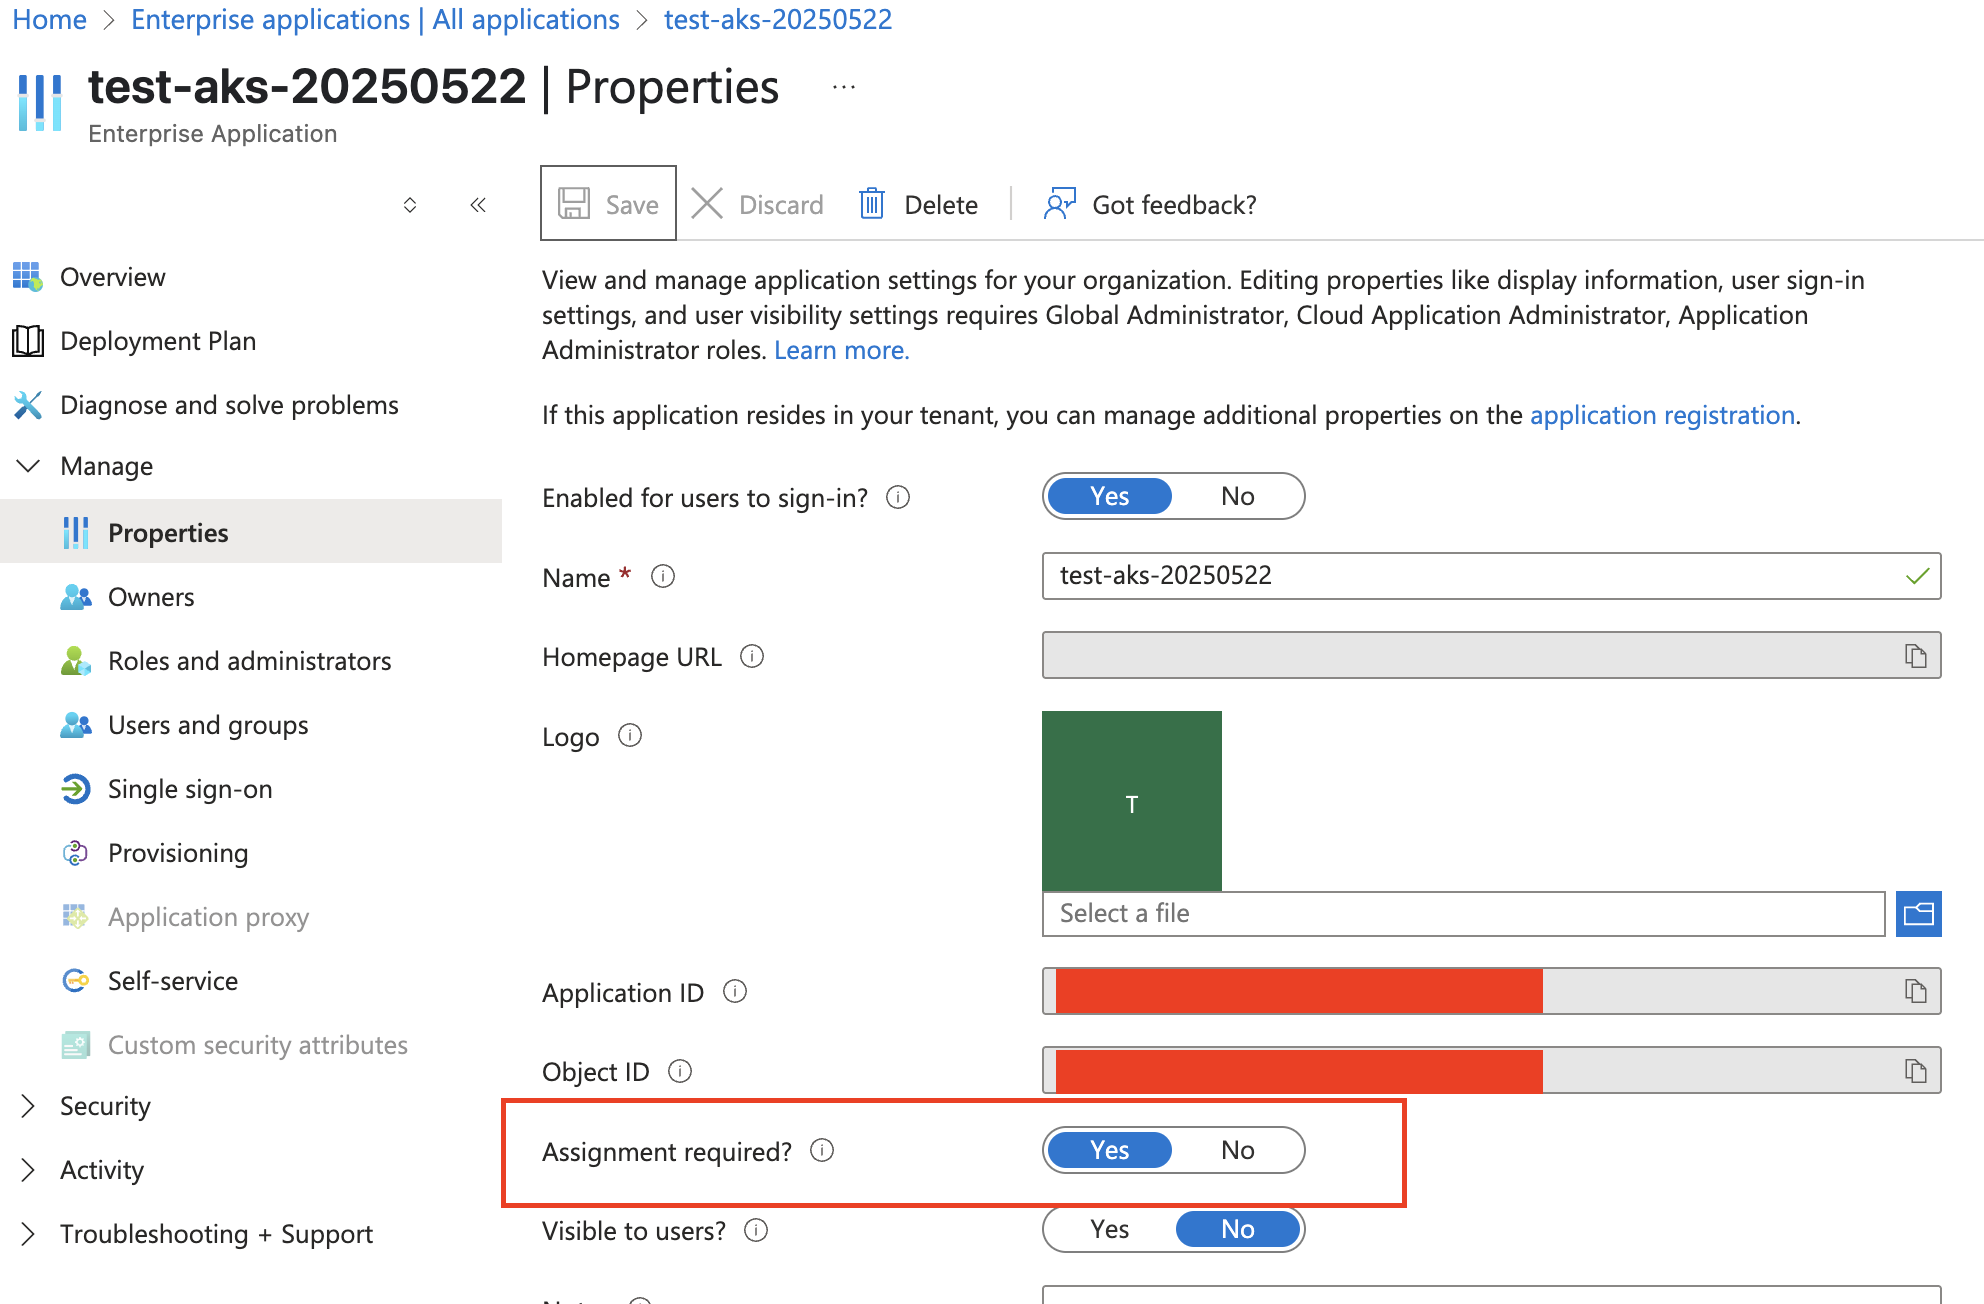 Home > Enterprise applications | All applications > test-aks-20250522
test-aks-20250522 | Properties ...
Enterprise Application
Save Discard Delete Got feedback?
Overview
Deployment Plan
Diagnose and solve problems
Manage
Properties
Owners
Roles and administrators
Users and groups
Single sign-on
Provisioning
Application proxy
Self-service
Custom security attributes
Security
Activity
Troubleshooting + Support
View and manage application settings for your organization. Editing properties like display information, user sign-in
settings, and user visibility settings requires Global Administrator, Cloud Application Administrator, Application
Administrator roles. Learn more.
If this application resides in your tenant, you can manage additional properties on the application registration.
Enabled for users to sign-in? Yes No
Name * test-aks-20250522
Homepage URL
Logo
T
Select a file
Application ID
Object ID
Assignment required? Yes No
Visible to users? Yes No